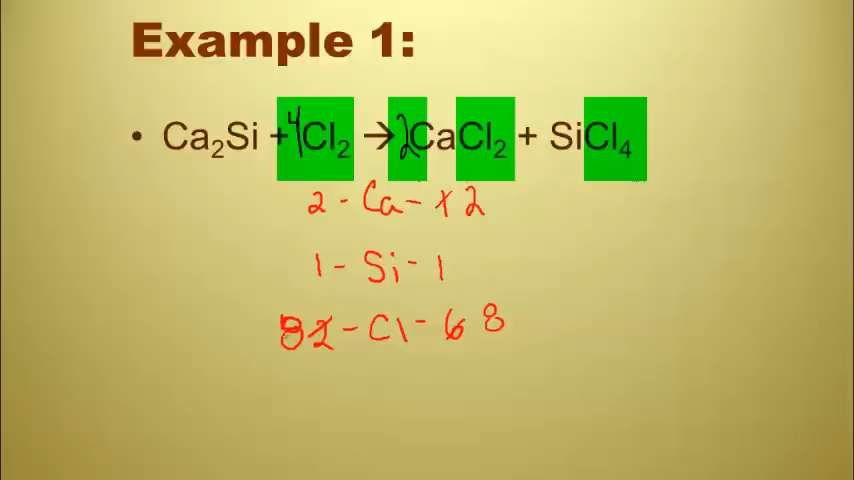 Example 1:
• Ca₂Si + 4Cl₂ → 2CaCl₂ + SiCl₄
2 - Ca - 1 2
1 - Si - 1
8 2 - Cl - 6 8